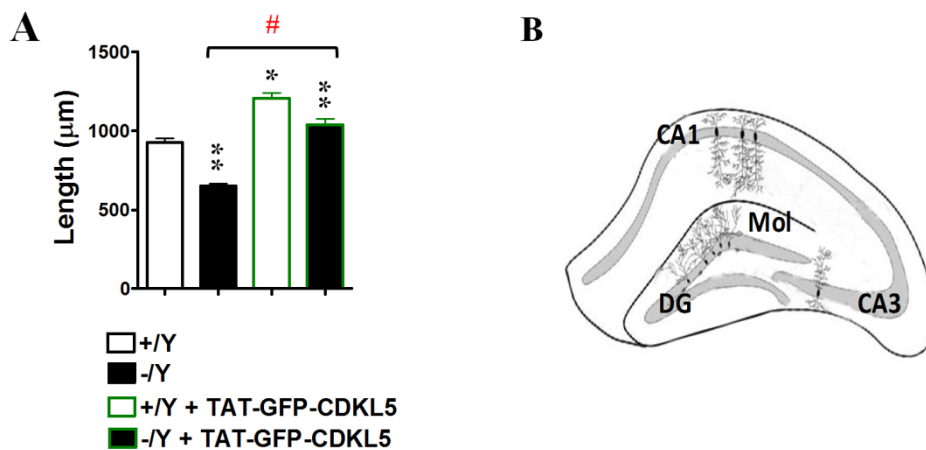 A
#
1500
1000
500
0
Length (µm)
**
*
**
+/Y
-/Y
+/Y + TAT-GFP-CDKL5
-/Y + TAT-GFP-CDKL5
B
CA1
Mol
DG
CA3